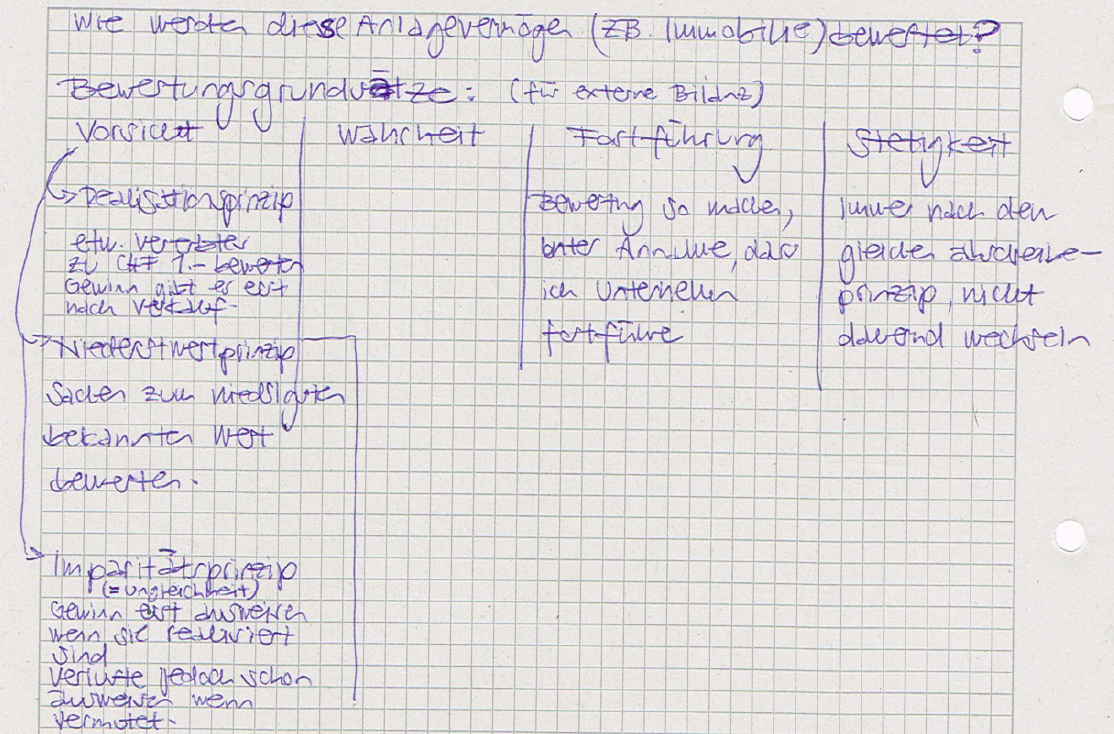 Wie werden diese Anlagevermögen (ZB. Immobilie) bewertet?
Bewertungsgrundsätze: (für externe Bilanz)
Vorsicht
Realisationsprinzip
etw. verarbeiter
zu CHF 1.- bewerten
Gewinn gibt es erst
nach Verkauf.
Niederstwertprinzip
Sachen zum niedrigsten
bekannten Wert
bewerten.
Imparitätsprinzip
(= Ungleichheit)
Gewinn erst ausweisen
wenn sie realisiert
sind
Verluste jedoch schon
ausweisen wenn
vermutet.
Wahrheit
Fortführung
Bewertung so machen,
unter Annahme, dass
ich Unternehmen
fortführe
Stetigkeit
immer nach den
gleichen abschreibe-
prinzip, nicht
dauernd wechseln